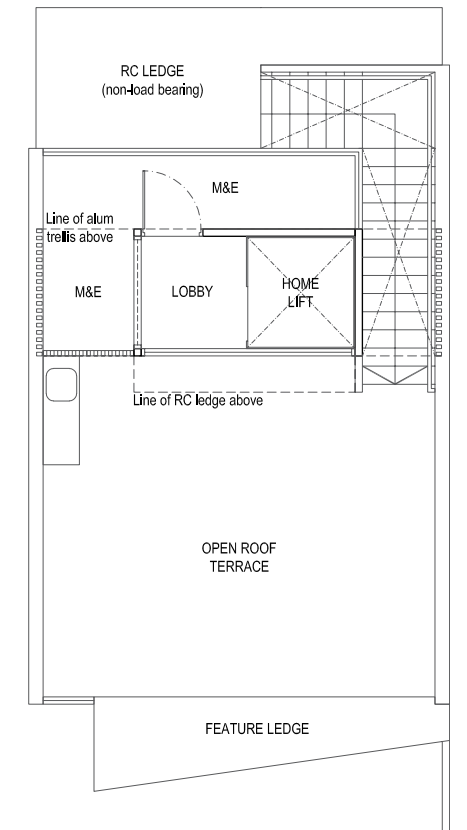 RC LEDGE
(non-load bearing)
M&E
Line of alum
trellis above
M&E
LOBBY
HOME
LIFT
Line of RC ledge above
OPEN ROOF
TERRACE
FEATURE LEDGE